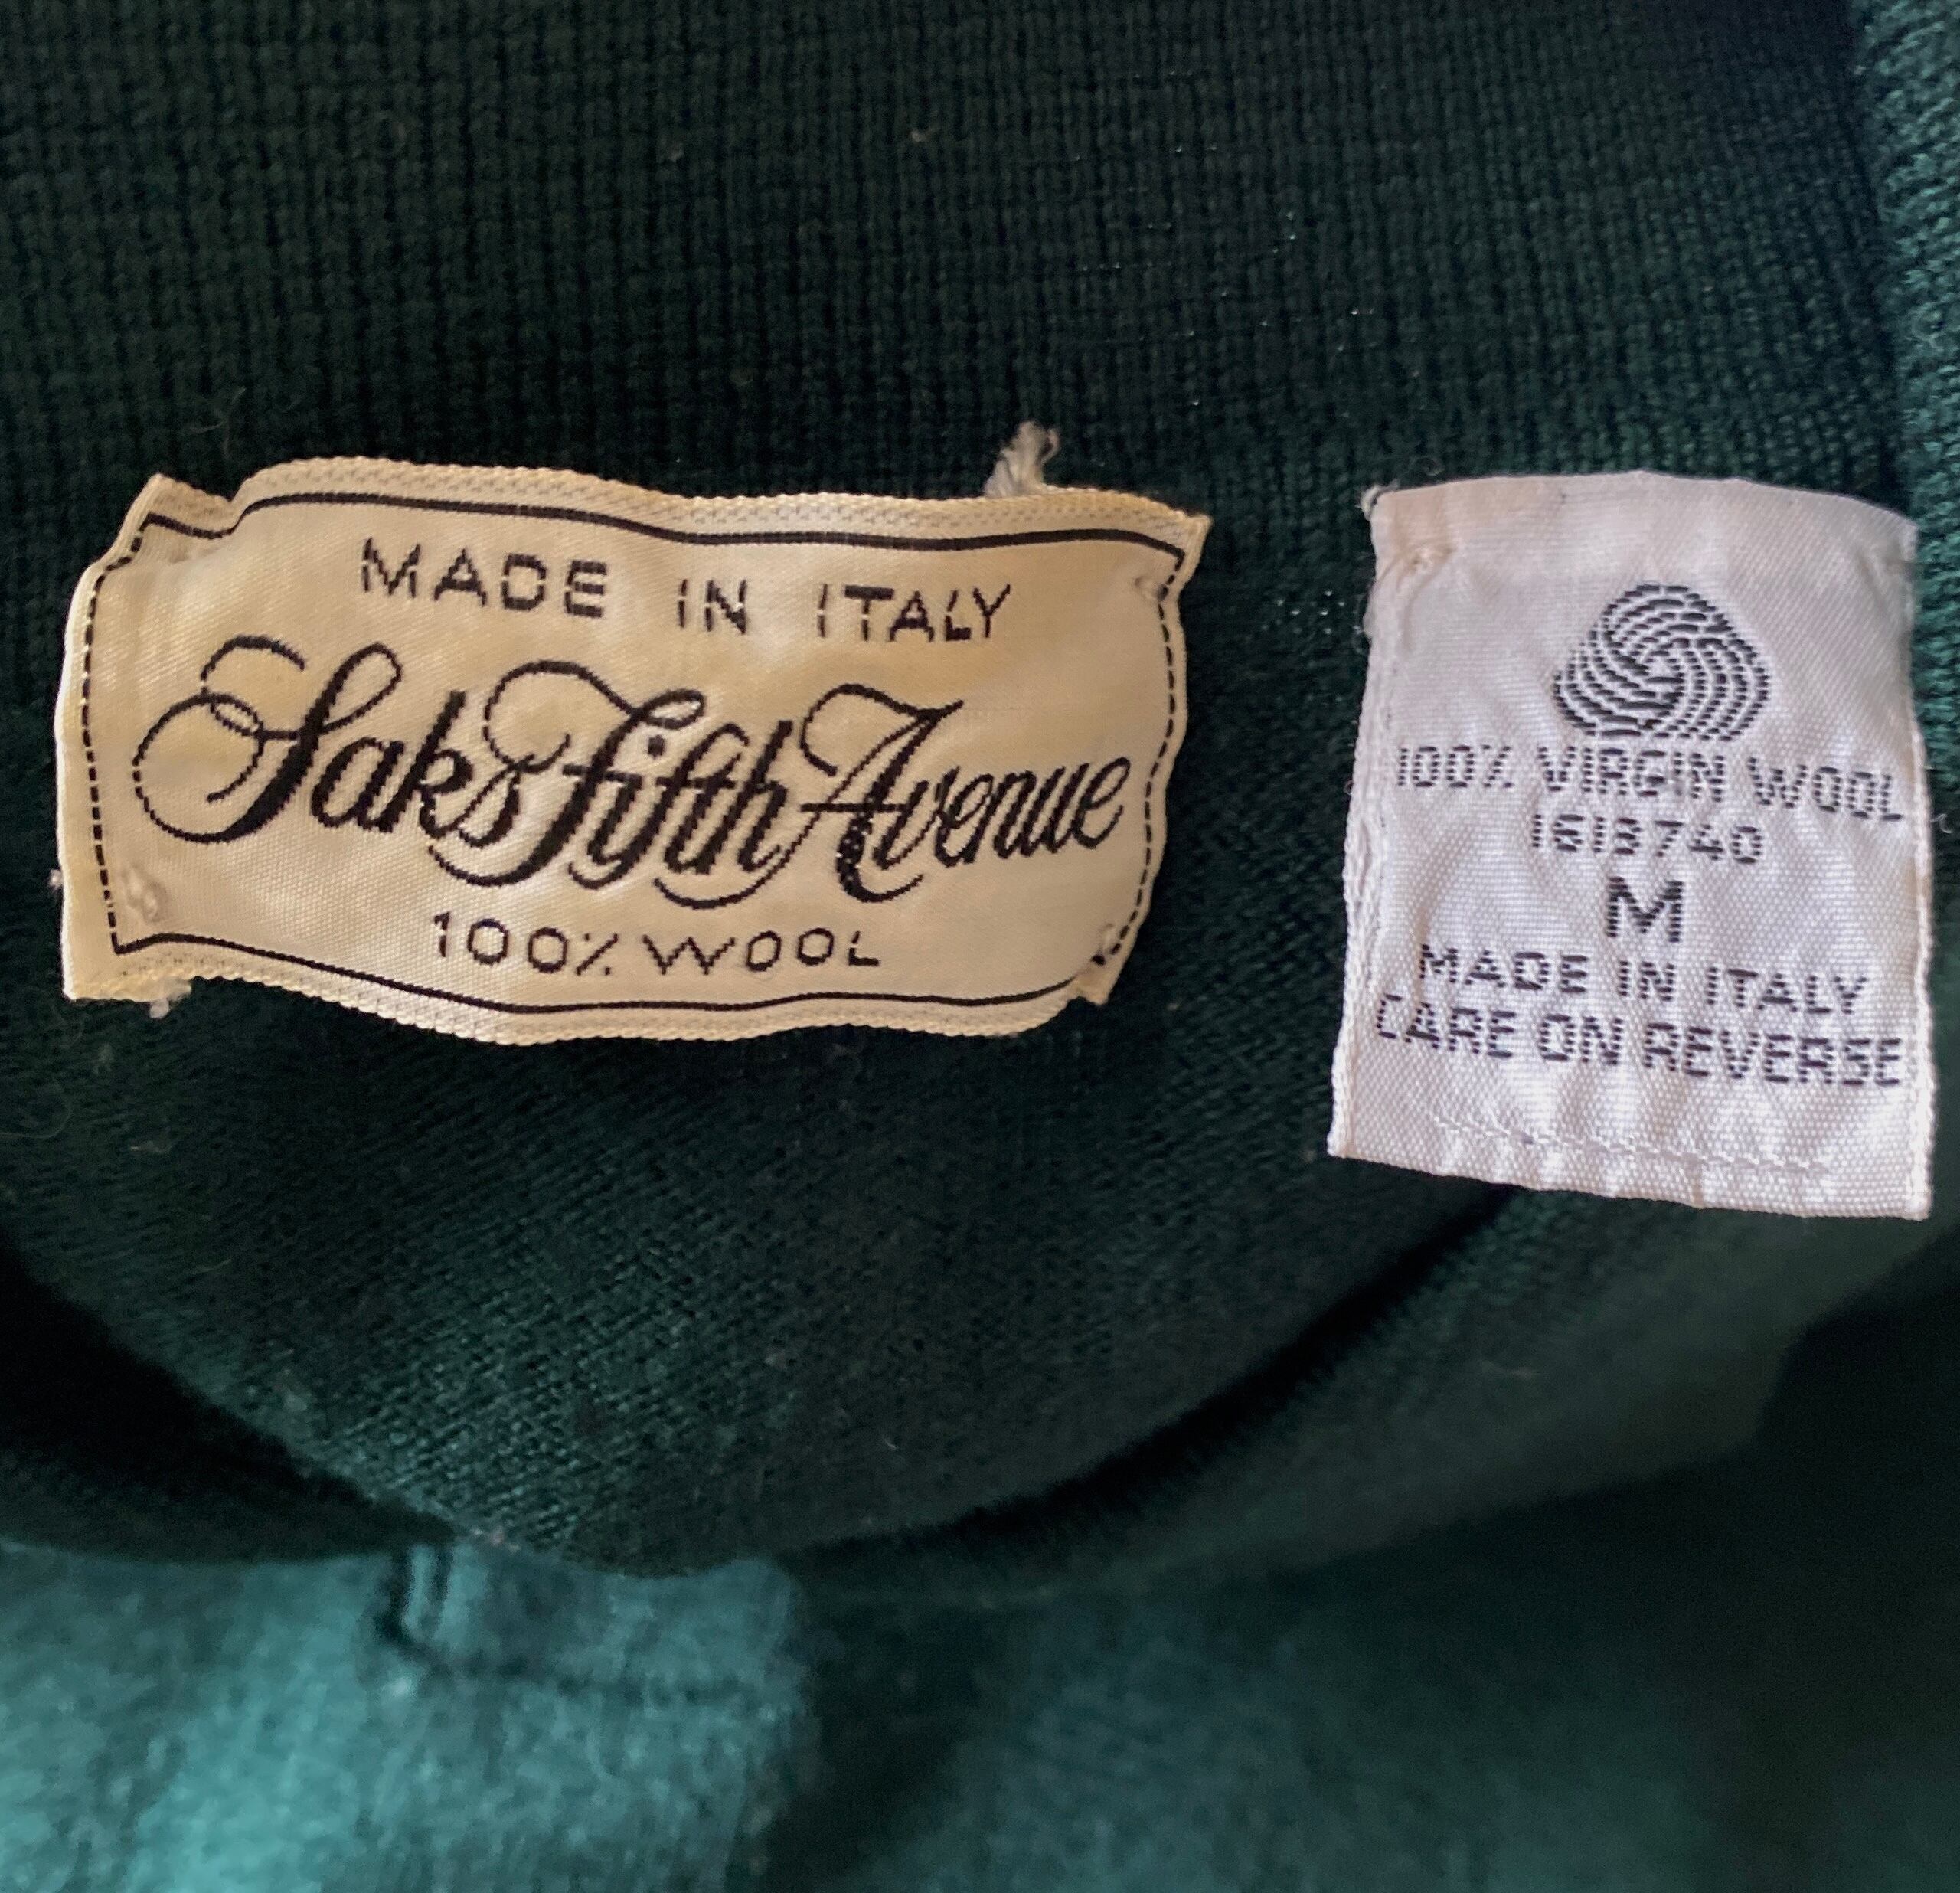 MADE IN ITALY
Saks Fifth Avenue
100% WOOL
100% VIRGIN WOOL
1613740
M
MADE IN ITALY
CARE ON REVERSE